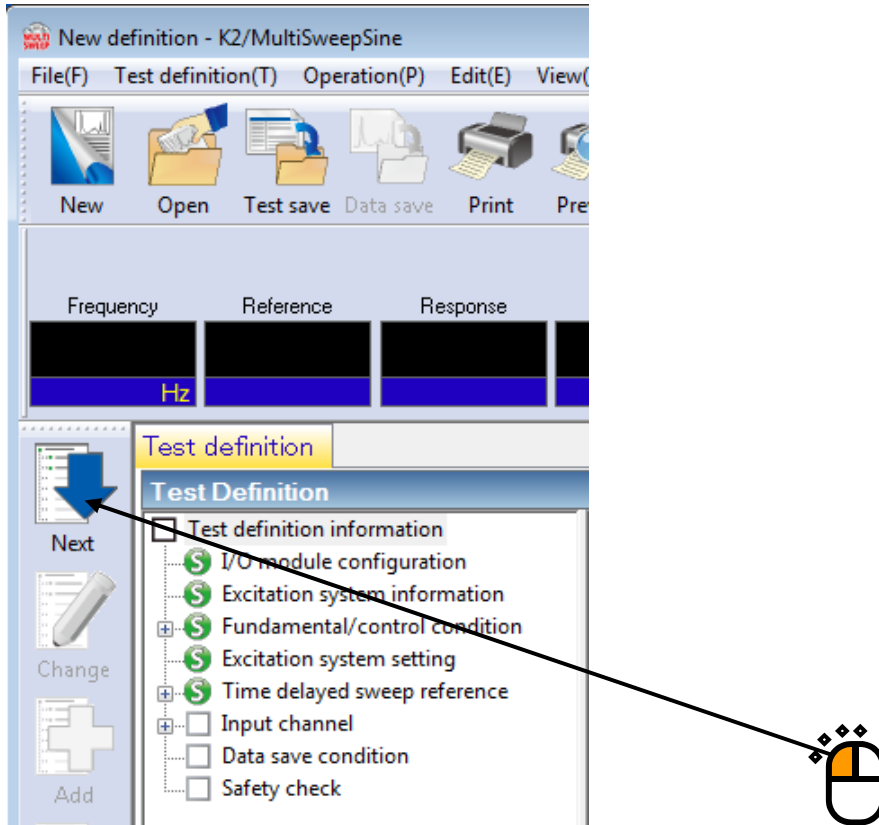 New definition - K2/MultiSweepSine
File(F) Test definition(T) Operation(P) Edit(E) View(
New Open Test save Data save Print Pre
Frequency Reference Response
Hz
Test definition
Test Definition
Next
Test definition information
I/O module configuration
Excitation system information
Fundamental/control condition
Change
Excitation system setting
Time delayed sweep reference
Input channel
Data save condition
Add
Safety check